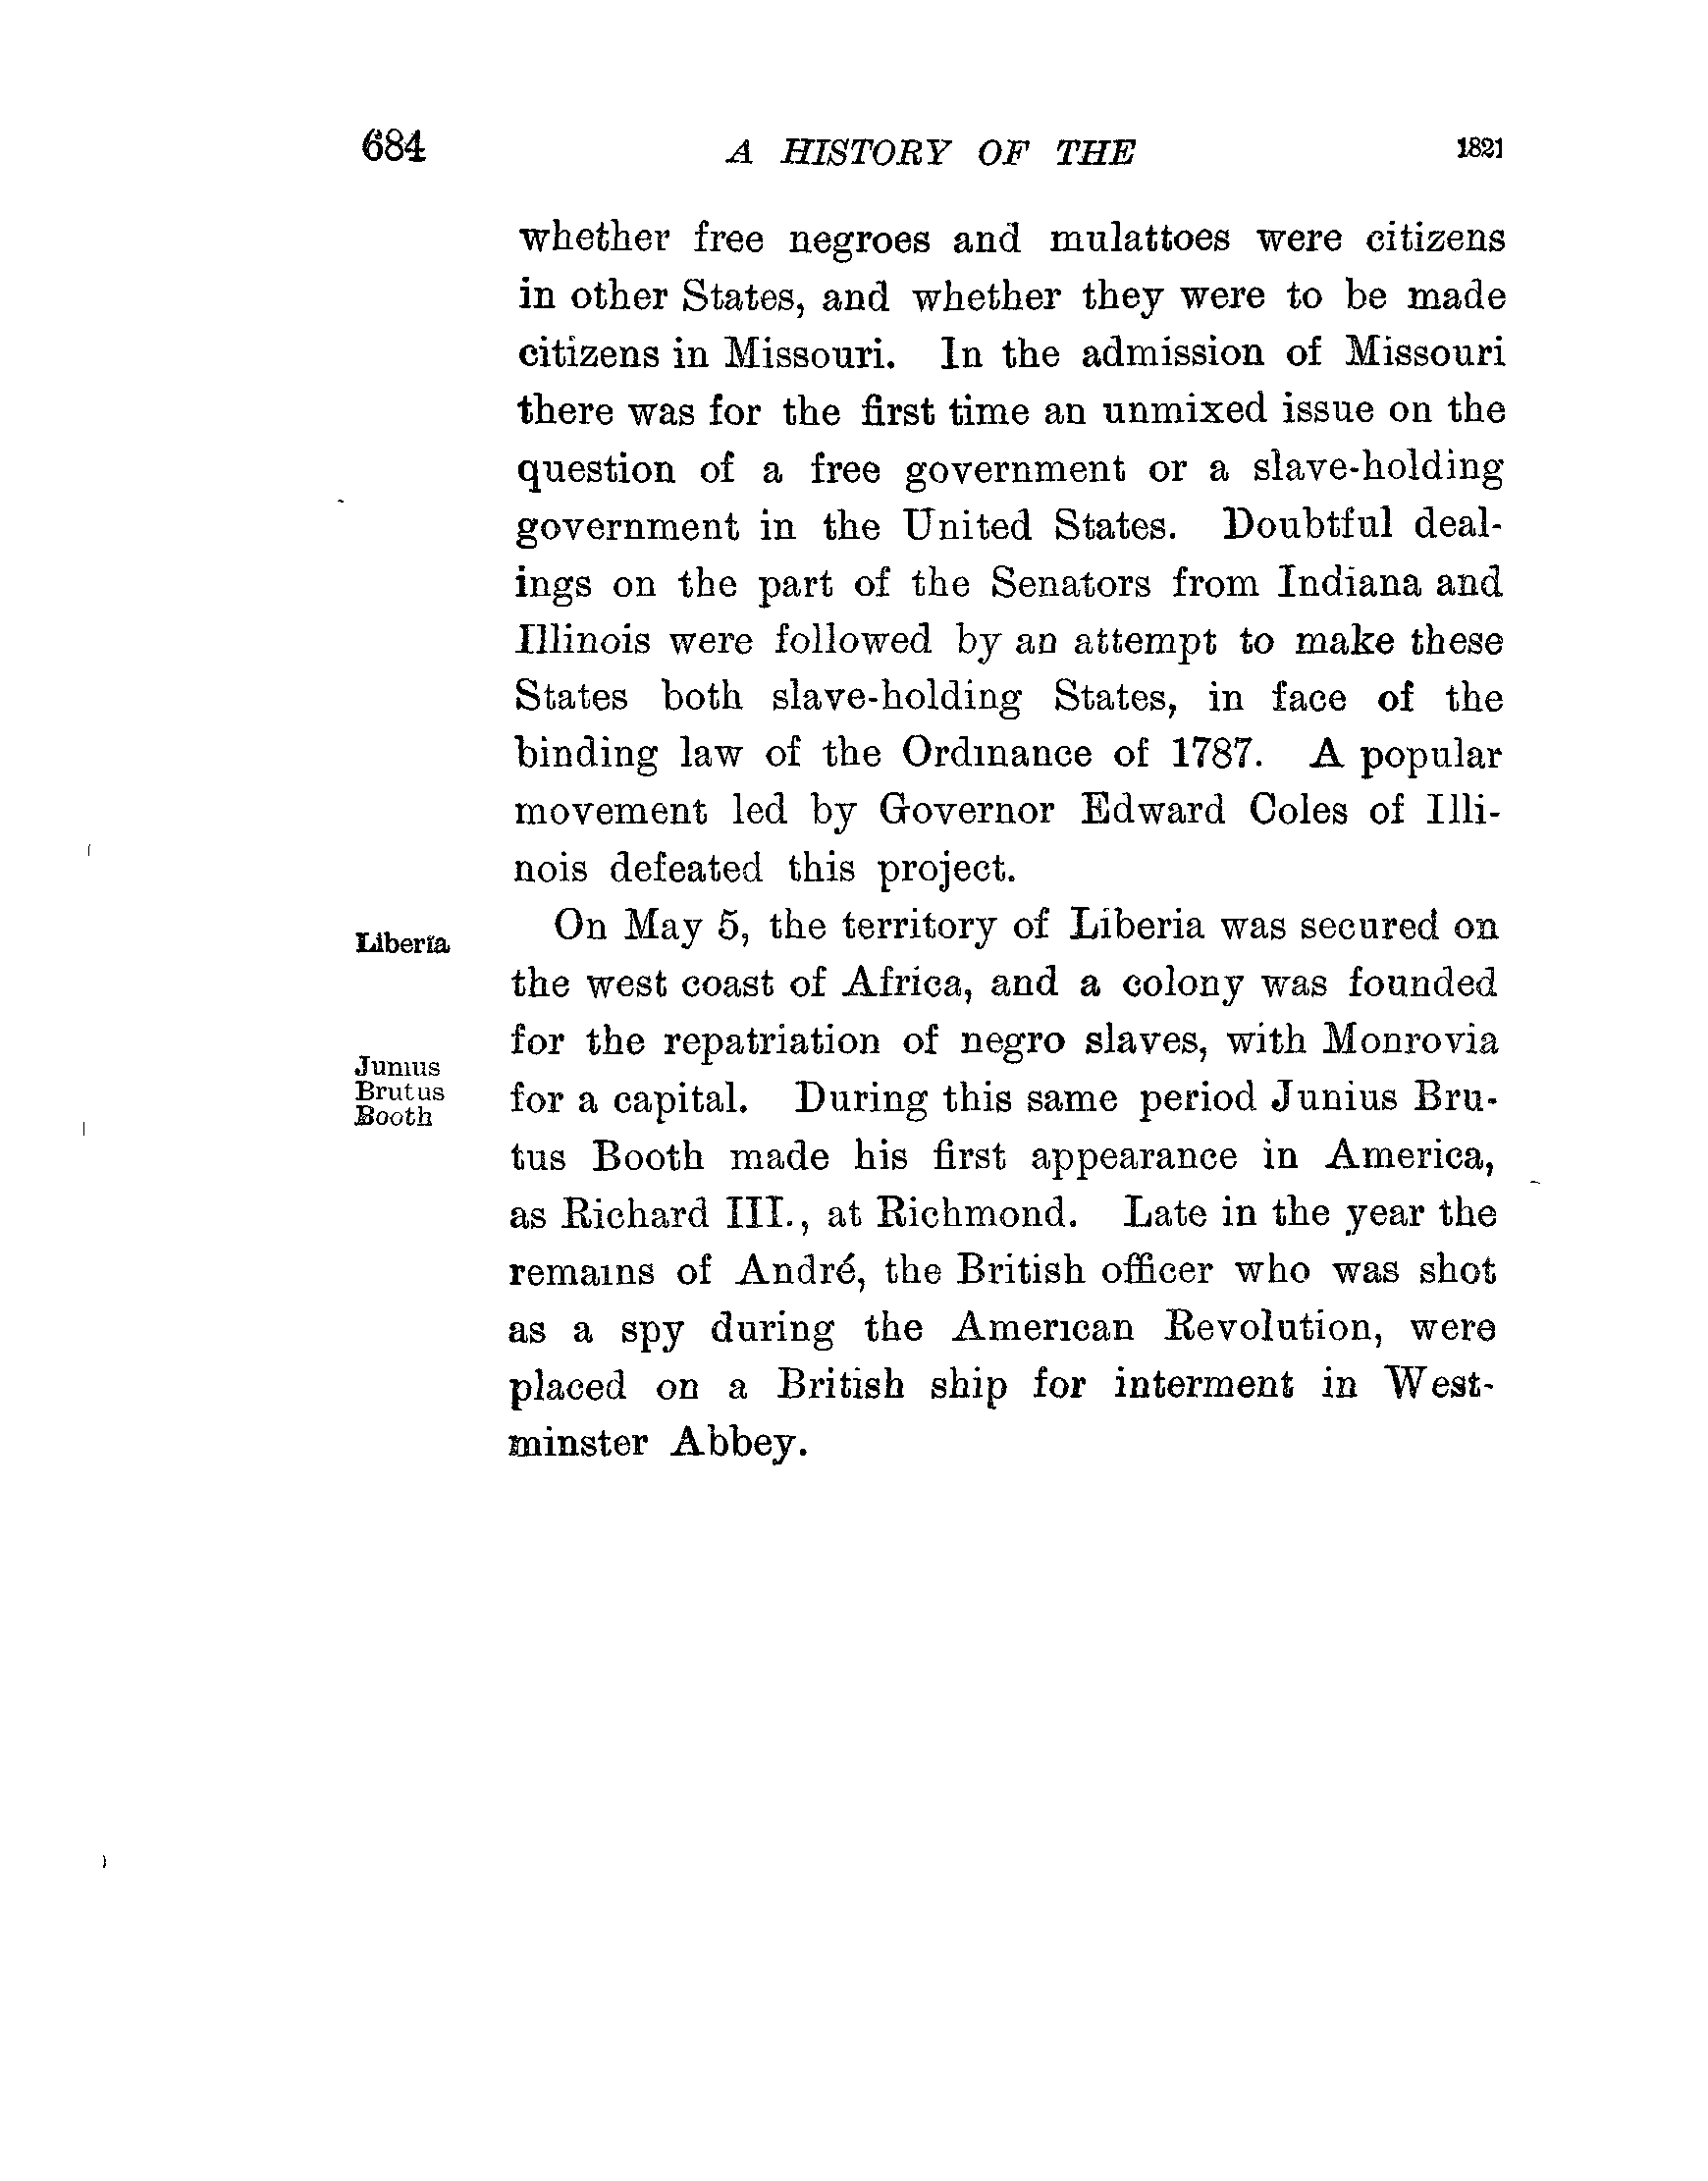 684 A HISTORY OF THE 1821
whether free negroes and mulattoes were citizens
in other States, and whether they were to be made
citizens in Missouri. In the admission of Missouri
there was for the first time an unmixed issue on the
question of a free government or a slave-holding
government in the United States. Doubtful deal-
ings on the part of the Senators from Indiana and
Illinois were followed by an attempt to make these
States both slave-holding States, in face of the
binding law of the Ordinance of 1787. A popular
movement led by Governor Edward Coles of Illi-
nois defeated this project.
Liberia
On May 5, the territory of Liberia was secured on
the west coast of Africa, and a colony was founded
for the repatriation of negro slaves, with Monrovia
Junius
Brutus
Booth
for a capital. During this same period Junius Bru-
tus Booth made his first appearance in America,
as Richard III., at Richmond. Late in the year the
remains of André, the British officer who was shot
as a spy during the American Revolution, were
placed on a British ship for interment in West-
minster Abbey.